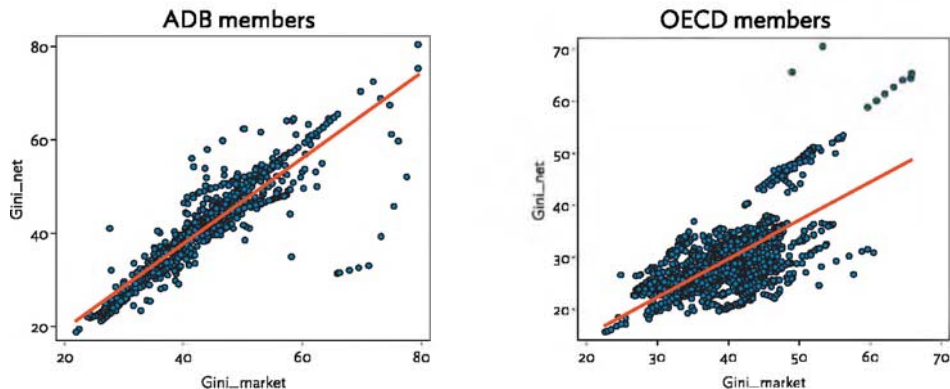 ADB members
80
60
40
20
20 40 60 80
Gini_net
Gini_market
OECD members
70
60
50
40
30
20
20 30 40 50 60 70
Gini_net
Gini_market